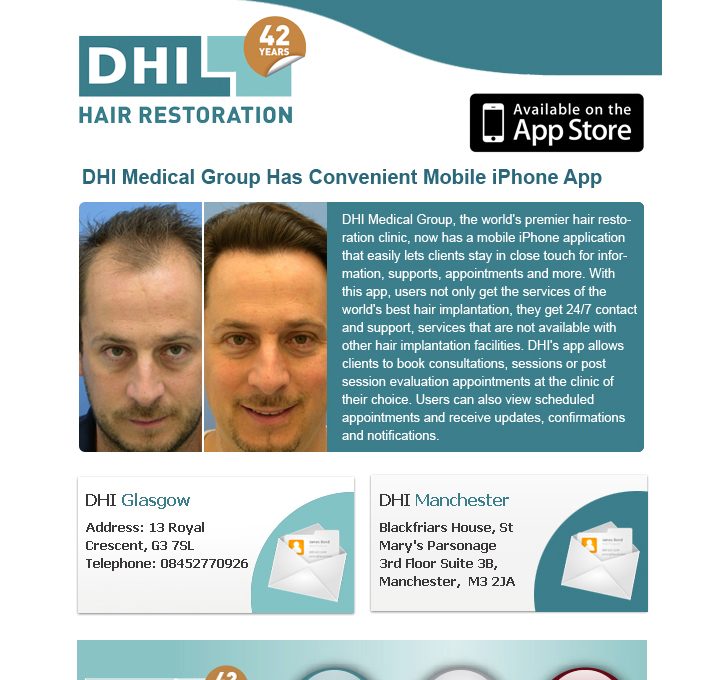 42
YEARS
DHI
HAIR RESTORATION
Available on the
App Store
DHI Medical Group Has Convenient Mobile iPhone App
DHI Medical Group, the world's premier hair resto-
ration clinic, now has a mobile iPhone application
that easily lets clients stay in close touch for infor-
mation, supports, appointments and more. With
this app, users not only get the services of the
world's best hair implantation, they get 24/7 contact
and support, services that are not available with
other hair implantation facilities. DHI's app allows
clients to book consultations, sessions or post
session evaluation appointments at the clinic of
their choice. Users can also view scheduled
appointments and receive updates, confirmations
and notifications.
DHI Glasgow
Address: 13 Royal
Crescent, G3 7SL
Telephone: 08452770926
DHI Manchester
Blackfriars House, St
Mary's Parsonage
3rd Floor Suite 3B,
Manchester, M3 2JA
42